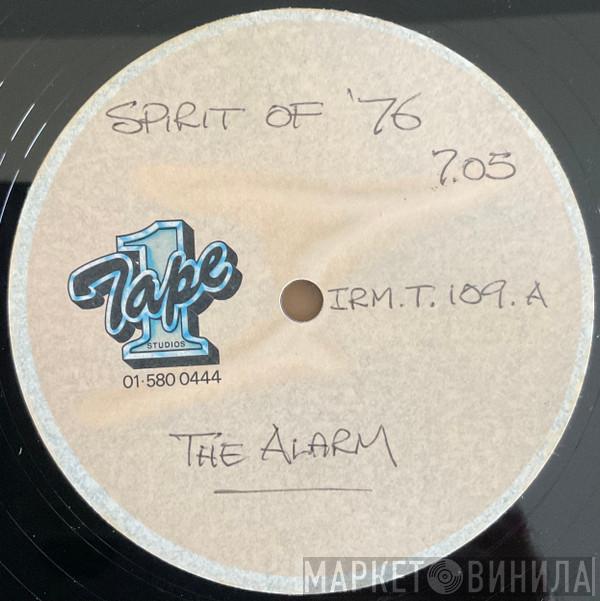 SPIRIT OF '76
7.05
1
Tape
STUDIOS
01·580 0444
IRM.T.109.A
THE ALARM
МАРКЕТ ВИНИЛА